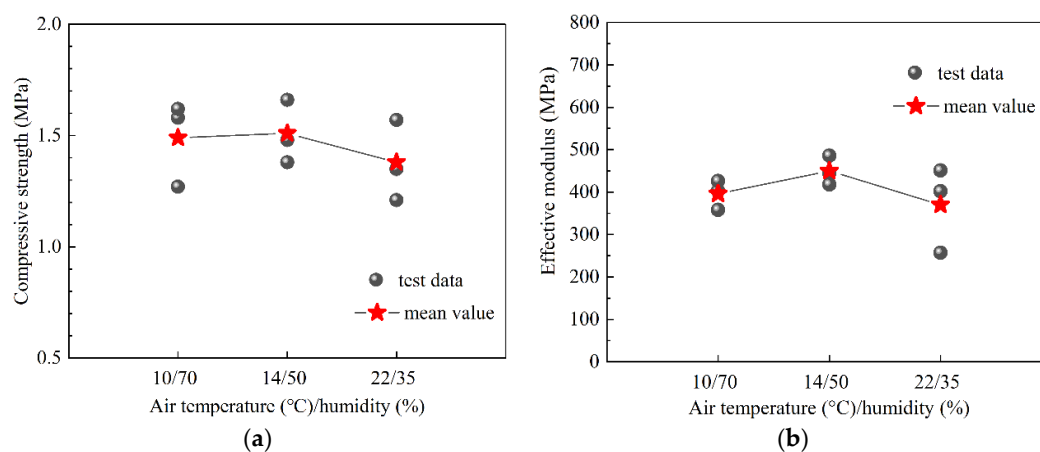 2.0
1.5
1.0
0.5
Compressive strength (MPa)
test data
mean value
10/70 14/50 22/35
Air temperature (°C)/humidity (%)
(a)
800
700
600
500
400
300
200
100
0
Effective modulus (MPa)
test data
mean value
10/70 14/50 22/35
Air temperature (°C)/humidity (%)
(b)